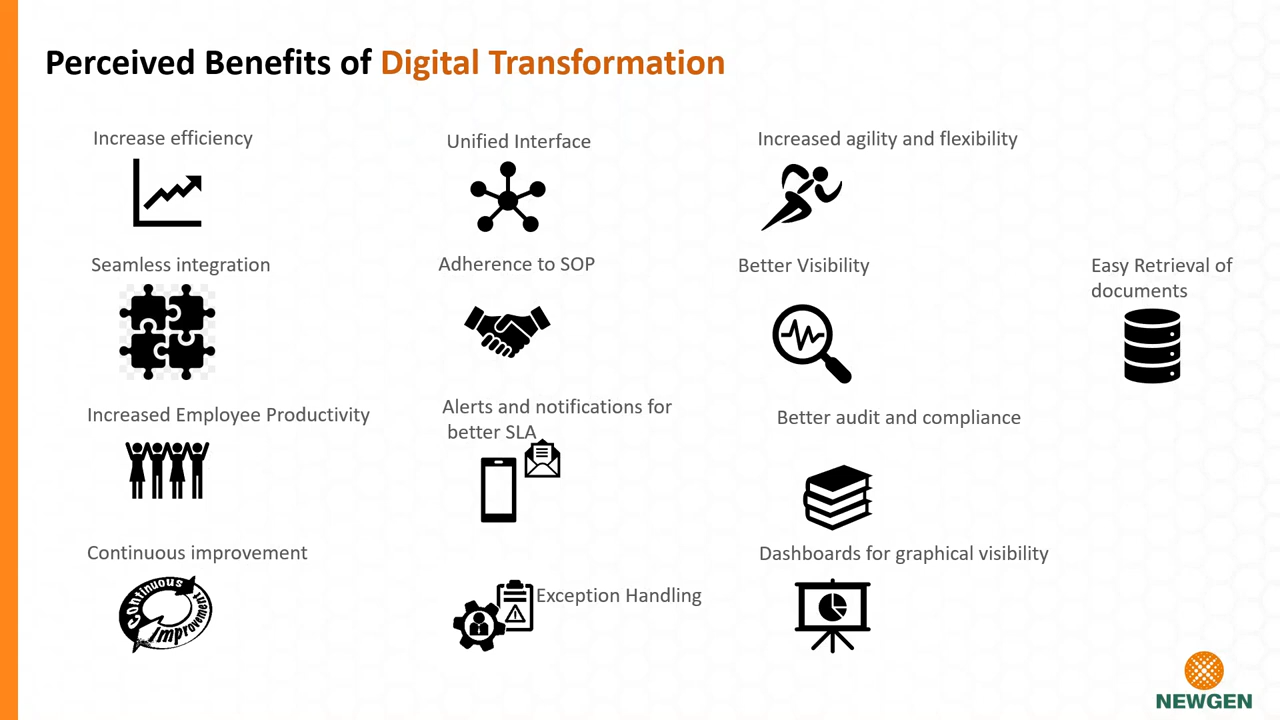 Perceived Benefits of Digital Transformation
Increase efficiency
Unified Interface
Increased agility and flexibility
Seamless integration
Adherence to SOP
Better Visibility
Easy Retrieval of
documents
Increased Employee Productivity
Alerts and notifications for
better SLA
Better audit and compliance
Continuous improvement
Continuous
Improvement
Exception Handling
Dashboards for graphical visibility
NEWGEN